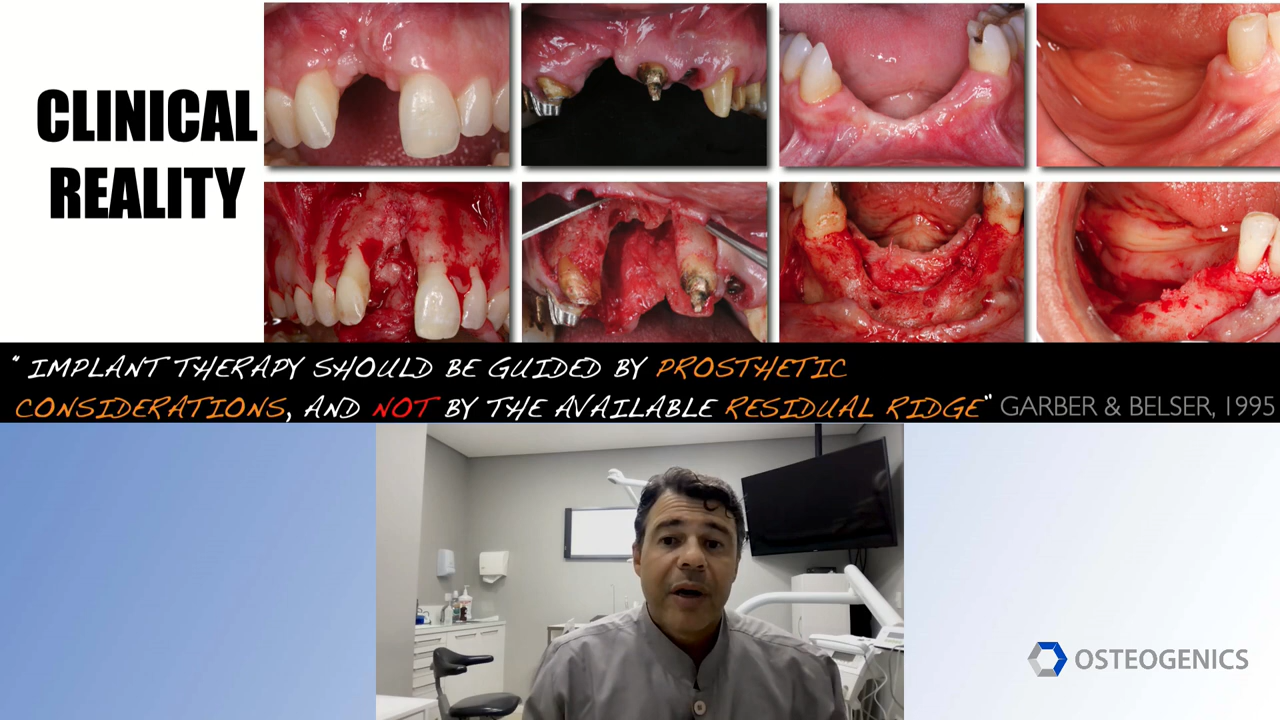 CLINICAL
REALITY
“ IMPLANT THERAPY SHOULD BE GUIDED BY PROSTHETIC
CONSIDERATIONS, AND NOT BY THE AVAILABLE RESIDUAL RIDGE” GARBER & BELSER, 1995
OSTEOGENICS